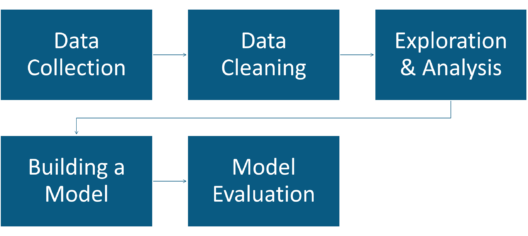 Data
Collection
Data
Cleaning
Exploration
& Analysis
Building a
Model
Model
Evaluation